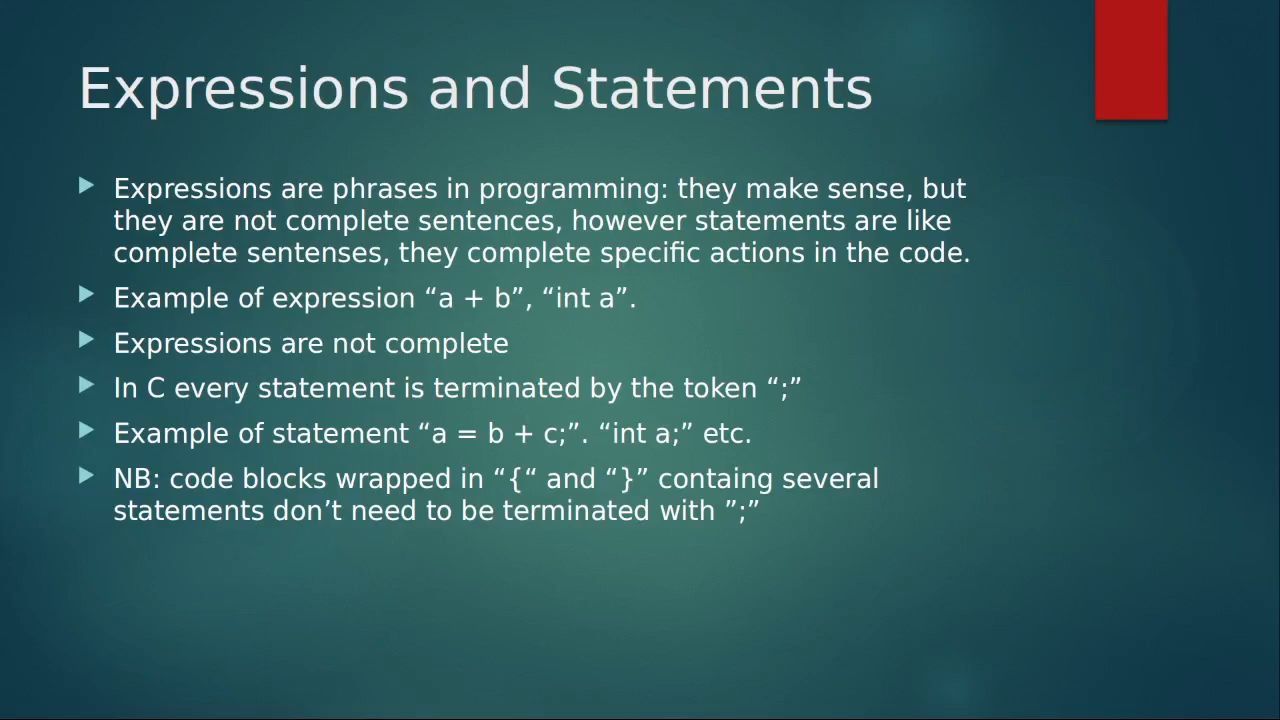 Expressions and Statements
Expressions are phrases in programming: they make sense, but
they are not complete sentences, however statements are like
complete sentenses, they complete specific actions in the code.
Example of expression “a + b”, “int a”.
Expressions are not complete
In C every statement is terminated by the token “;”
Example of statement “a = b + c;”. “int a;” etc.
NB: code blocks wrapped in “{“ and “}” containg several
statements don’t need to be terminated with ”;”